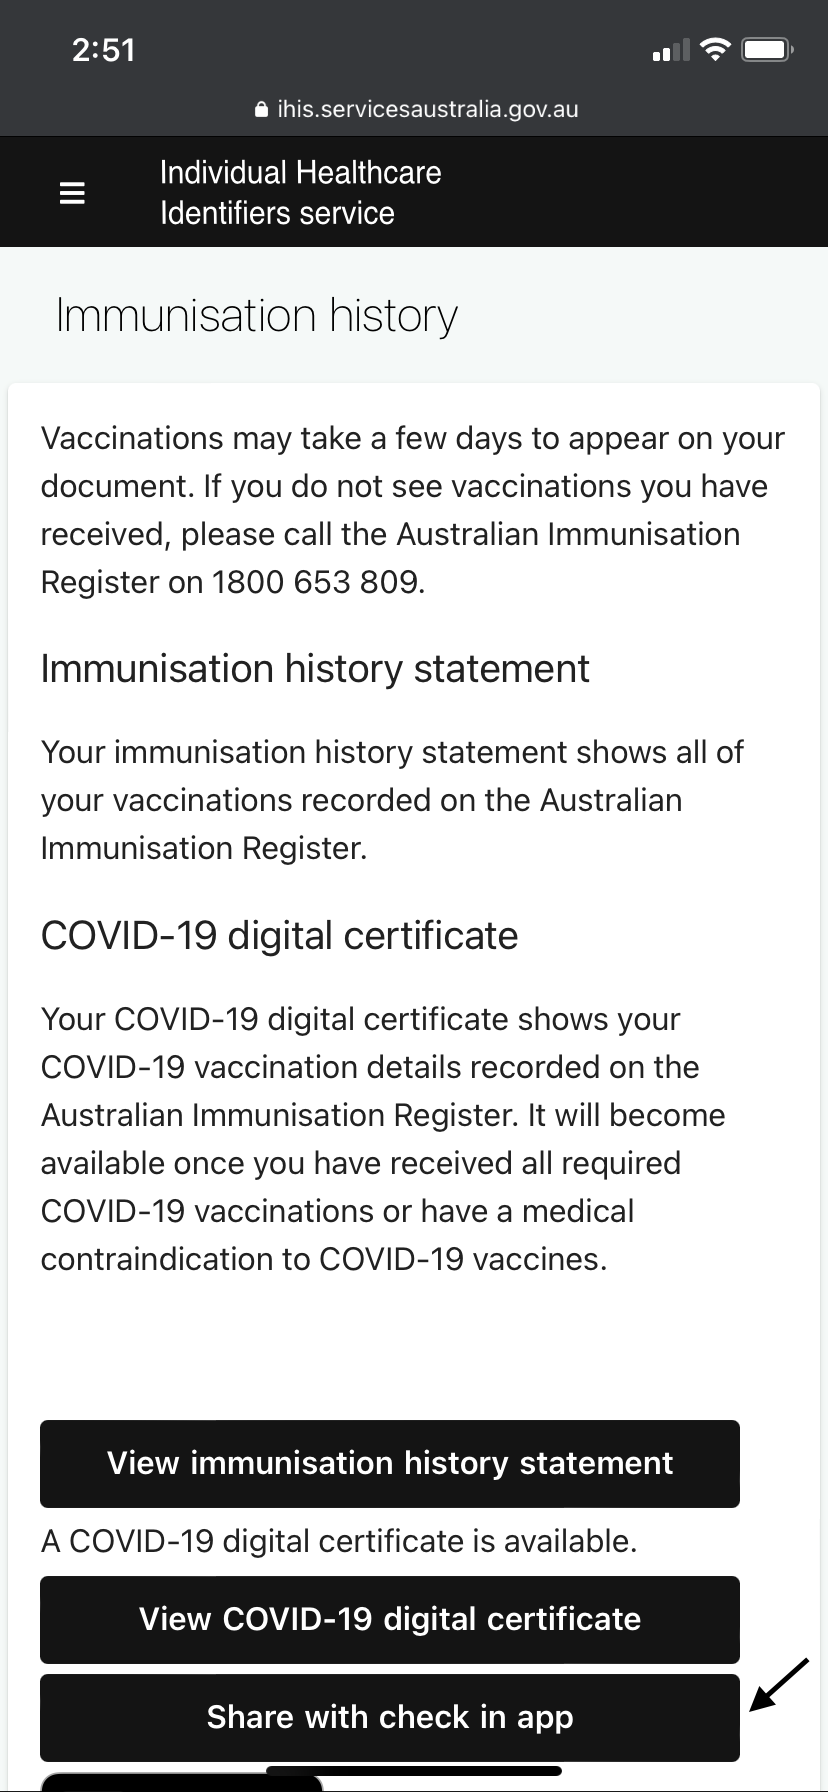 2:51
ihis.servicesaustralia.gov.au
Individual Healthcare
Identifiers service
Immunisation history
Vaccinations may take a few days to appear on your
document. If you do not see vaccinations you have
received, please call the Australian Immunisation
Register on 1800 653 809.
Immunisation history statement
Your immunisation history statement shows all of
your vaccinations recorded on the Australian
Immunisation Register.
COVID-19 digital certificate
Your COVID-19 digital certificate shows your
COVID-19 vaccination details recorded on the
Australian Immunisation Register. It will become
available once you have received all required
COVID-19 vaccinations or have a medical
contraindication to COVID-19 vaccines.
View immunisation history statement
A COVID-19 digital certificate is available.
View COVID-19 digital certificate
Share with check in app